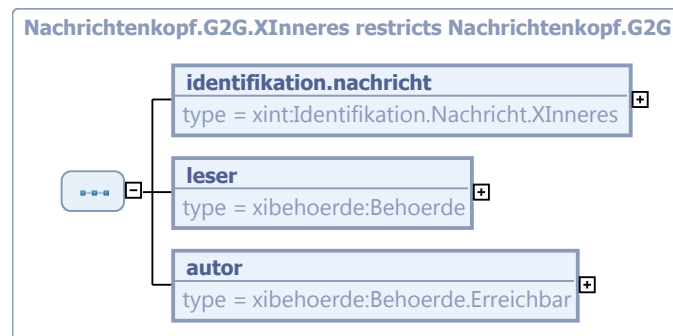 Nachrichtenkopf.G2G.XInneres restricts Nachrichtenkopf.G2G
identifikation.nachricht
type = xint:Identifikation.Nachricht.XInneres
leser
type = xibehoerde:Behoerde
autor
type = xibehoerde:Behoerde.Erreichbar